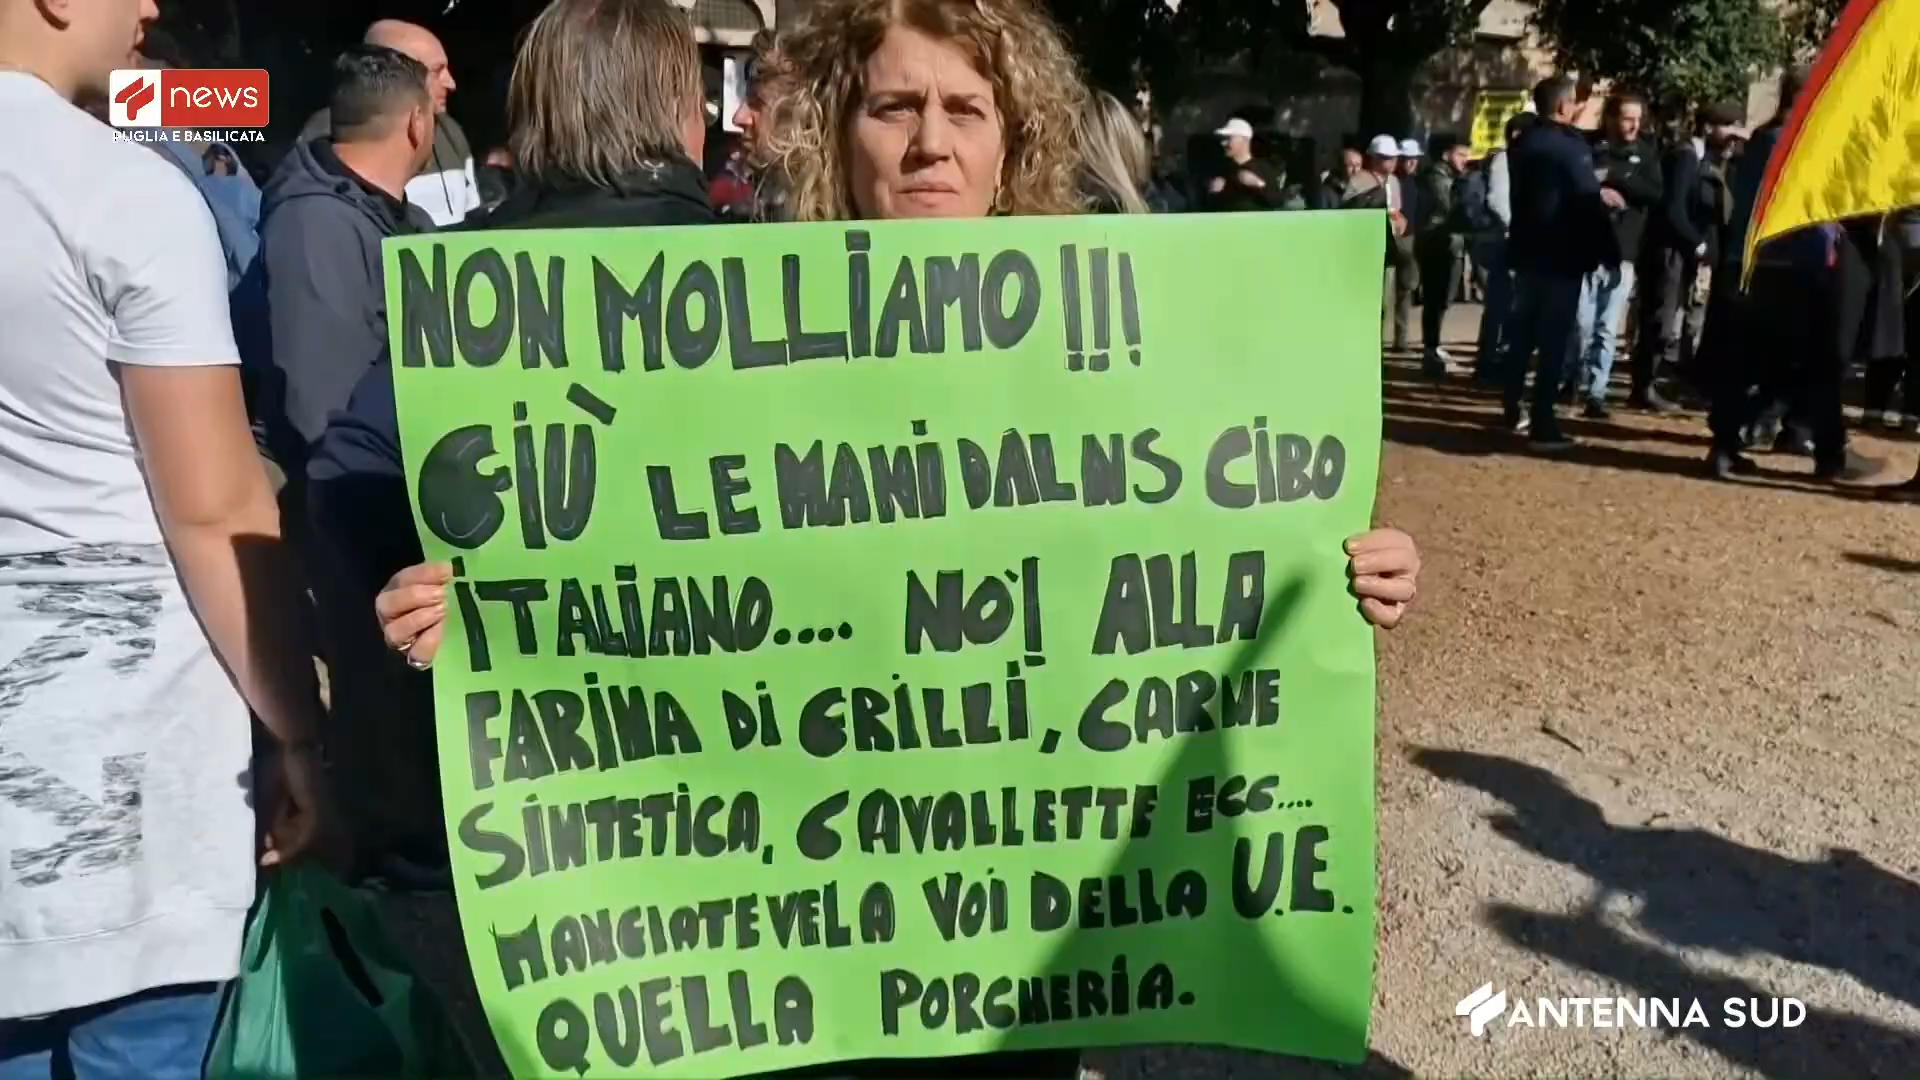 news
PUGLIA E BASILICATA
NON MOLLIAMO !!!
GIÙ LE MANI DAL NS CIBO
ITALIANO.... NO'! ALLA
FARINA DI GRILLI, CARNE
SINTETICA, CAVALLETTE ECC....
MANGIATEVELA VOI DELLA U.E.
QUELLA PORCHERIA.
ANTENNA SUD